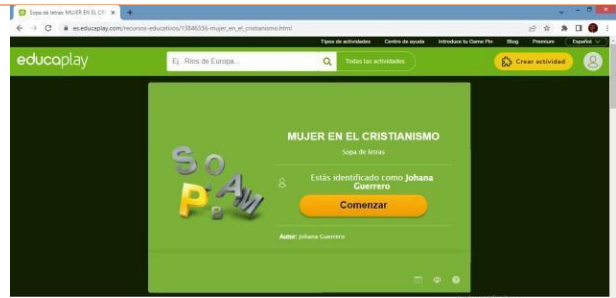 Sopa de letras: MUJER EN EL CR
es.educaplay.com/recursos-educativos/13846336-mujer_en_el_cristianismo.html
Tipos de actividades Centro de ayuda Introduce tu Game Pin Blog Premium Español
educaplay
Ej. Ríos de Europa... Todas las actividades Crear actividad
SOPA
MUJER EN EL CRISTIANISMO
Sopa de letras
Estás identificado como Johana
Guerrero
Comenzar
Autor: Johana Guerrero